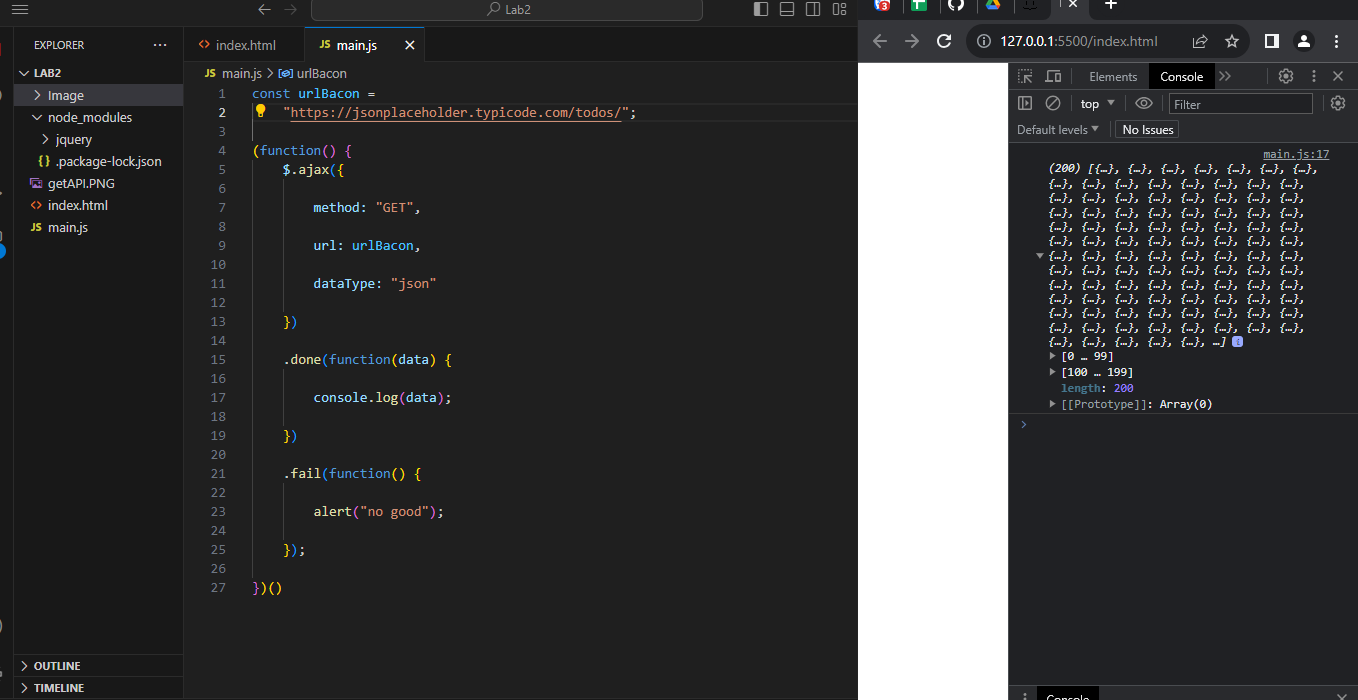 Lab2
EXPLORER ...
LAB2
Image
node_modules
jquery
{} .package-lock.json
getAPI.PNG
<> index.html
JS main.js
OUTLINE
TIMELINE
<> index.html
JS main.js
JS main.js > urlBacon
1 const urlBacon =
2 "https://jsonplaceholder.typicode.com/todos/";
3
4 (function() {
5 $.ajax({
6
7 method: "GET",
8
9 url: urlBacon,
10
11 dataType: "json"
12
13 })
14
15 .done(function(data) {
16
17 console.log(data);
18
19 })
20
21 .fail(function() {
22
23 alert("no good");
24
25 });
26
27 })()
127.0.0.1:5500/index.html
Elements Console
top Filter
Default levels No Issues
main.js:17
(200) [{…}, {…}, {…}, {…}, {…}, {…}, {…},
{…}, {…}, {…}, {…}, {…}, {…}, {…}, {…},
{…}, {…}, {…}, {…}, {…}, {…}, {…}, {…},
{…}, {…}, {…}, {…}, {…}, {…}, {…}, {…},
{…}, {…}, {…}, {…}, {…}, {…}, {…}, {…},
{…}, {…}, {…}, {…}, {…}, {…}, {…}, {…},
{…}, {…}, {…}, {…}, {…}, {…}, {…}, {…},
{…}, {…}, {…}, {…}, {…}, {…}, {…}, {…},
{…}, {…}, {…}, {…}, {…}, {…}, {…}, {…},
{…}, {…}, {…}, {…}, {…}, {…}, {…}, {…},
{…}, {…}, {…}, {…}, {…}, {…}, {…}, {…},
{…}, {…}, {…}, {…}, {…}, {…}, {…}, {…},
{…}, {…}, {…}, {…}, {…}, …]
[0 … 99]
[100 … 199]
length: 200
[[Prototype]]: Array(0)
Console